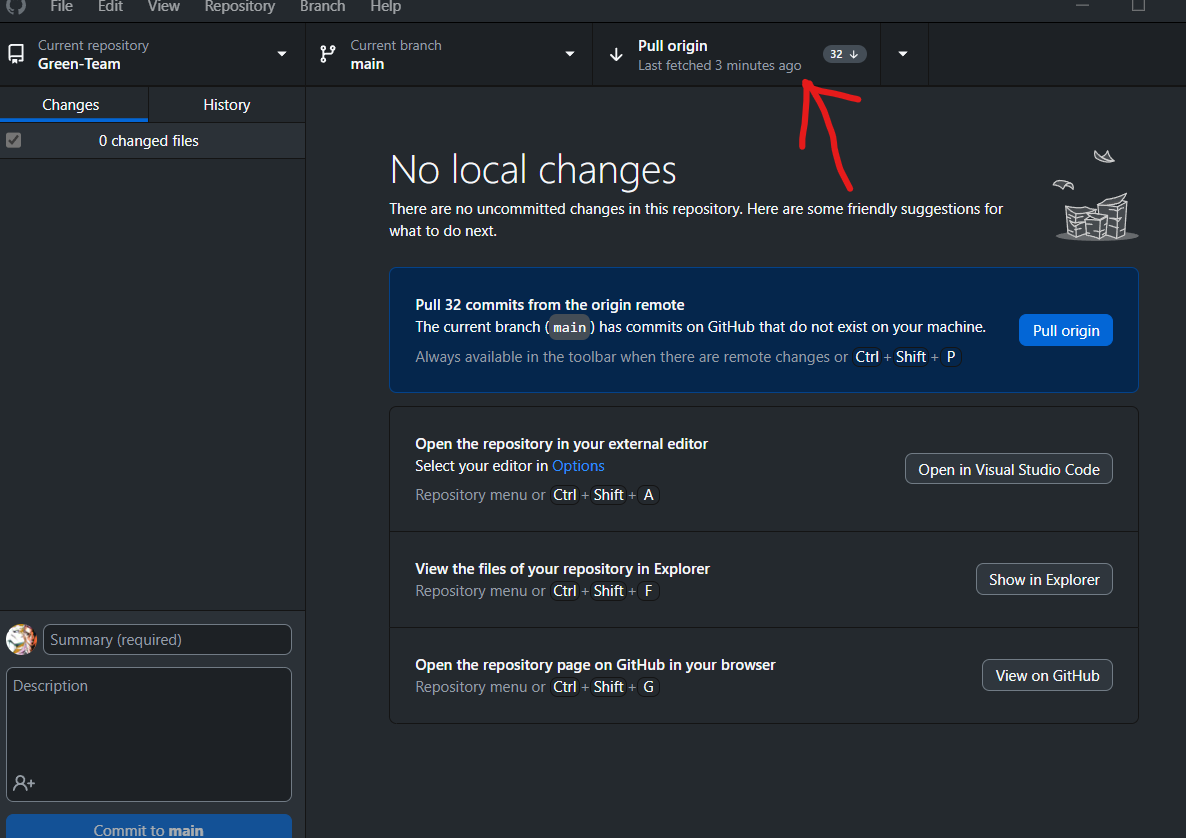 File Edit View Repository Branch Help
Current repository
Green-Team
Current branch
main
Pull origin
Last fetched 3 minutes ago
32
Changes History
0 changed files
No local changes
There are no uncommitted changes in this repository. Here are some friendly suggestions for
what to do next.
Pull 32 commits from the origin remote
The current branch (main) has commits on GitHub that do not exist on your machine.
Always available in the toolbar when there are remote changes or Ctrl + Shift + P
Pull origin
Open the repository in your external editor
Select your editor in Options
Repository menu or Ctrl + Shift + A
Open in Visual Studio Code
View the files of your repository in Explorer
Repository menu or Ctrl + Shift + F
Show in Explorer
Open the repository page on GitHub in your browser
Repository menu or Ctrl + Shift + G
View on GitHub
Summary (required)
Description
Commit to main